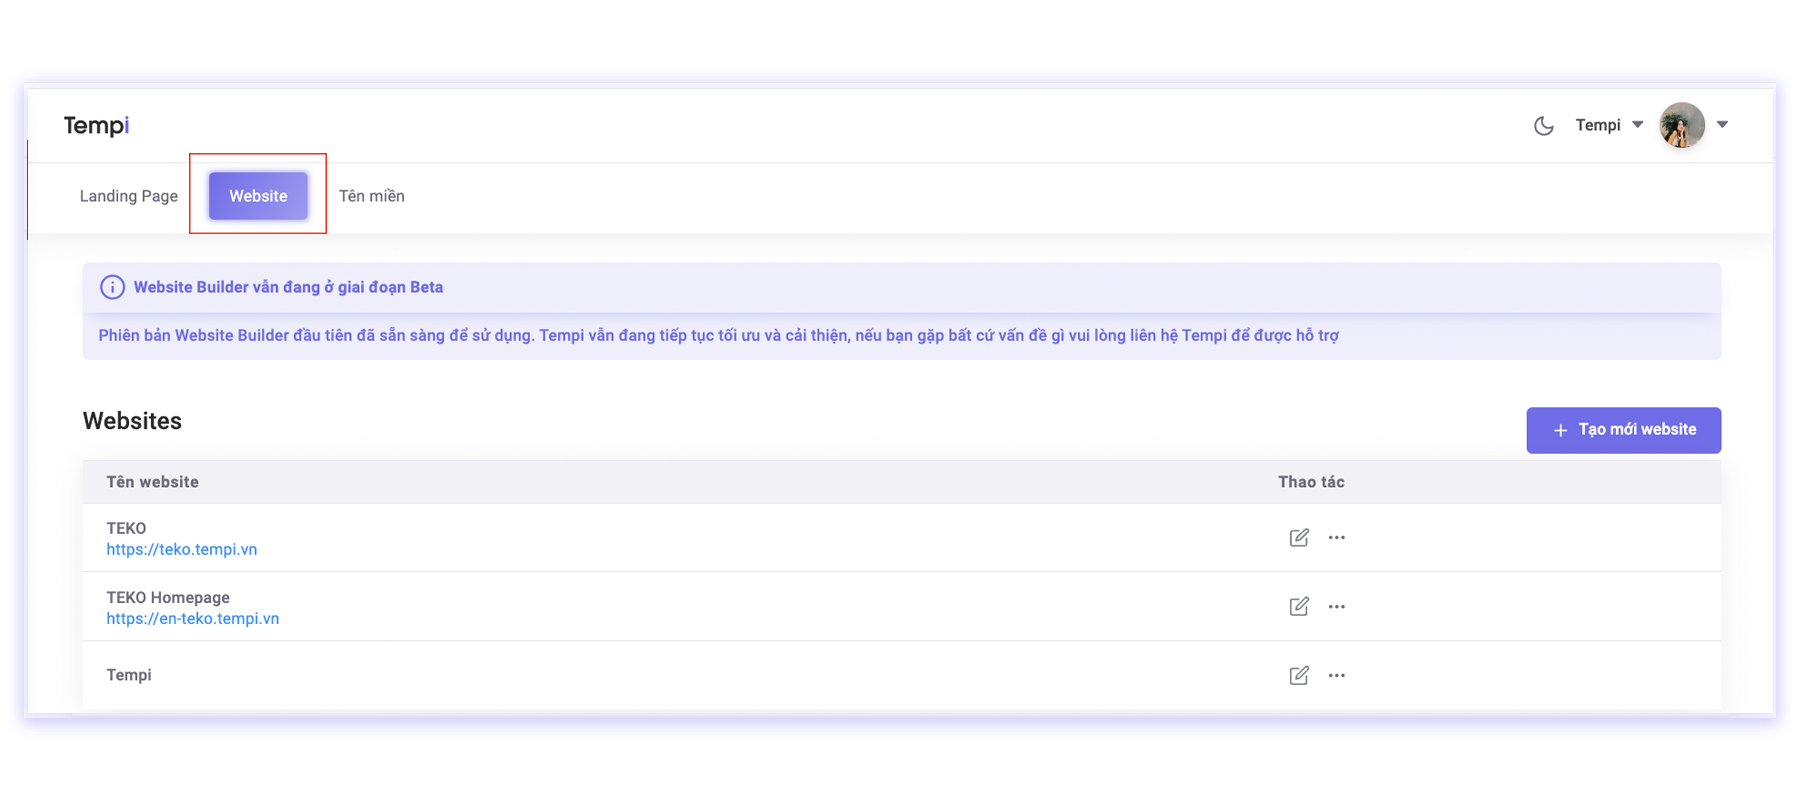 Tempi
Tempi
Landing Page
Website
Tên miền
Website Builder vẫn đang ở giai đoạn Beta
Phiên bản Website Builder đầu tiên đã sẵn sàng để sử dụng. Tempi vẫn đang tiếp tục tối ưu và cải thiện, nếu bạn gặp bất cứ vấn đề gì vui lòng liên hệ Tempi để được hỗ trợ
Websites
Tạo mới website
Tên website
Thao tác
TEKO
https://teko.tempi.vn
TEKO Homepage
https://en-teko.tempi.vn
Tempi